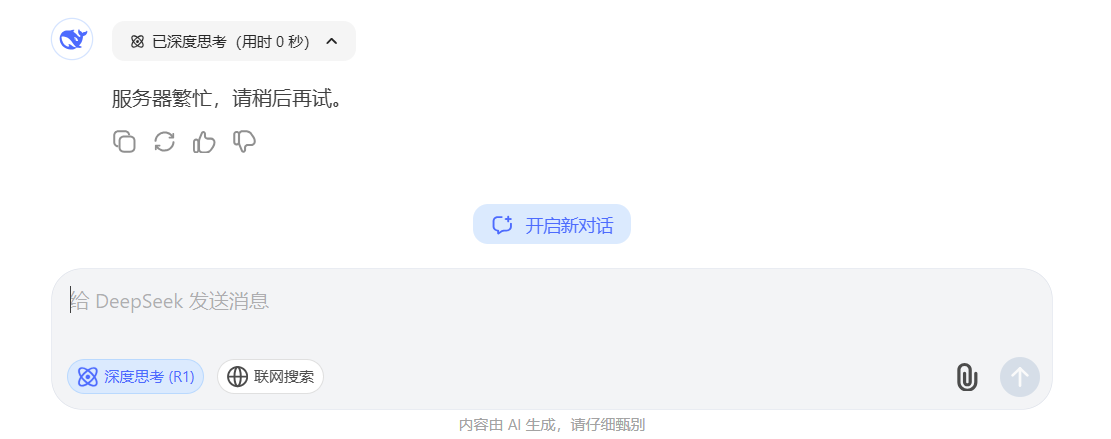 已深度思考（用时 0 秒）
服务器繁忙，请稍后再试。
开启新对话
给 DeepSeek 发送消息
深度思考 (R1) 联网搜索
内容由 AI 生成，请仔细甄别